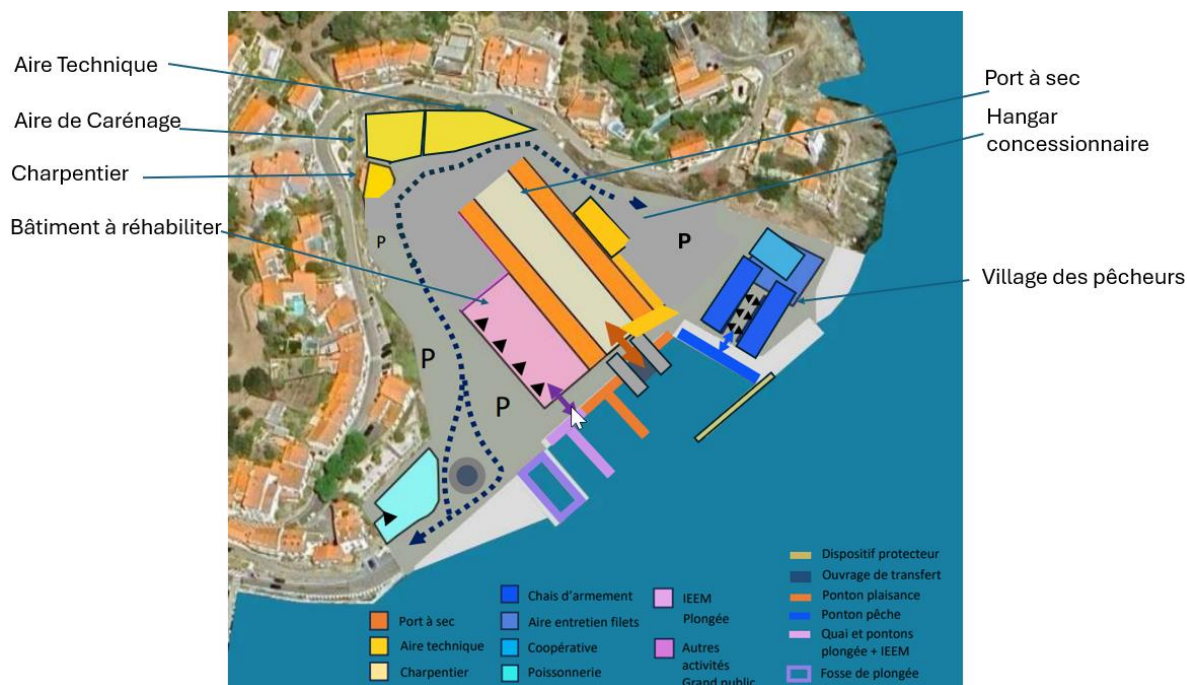 Aire Technique
Aire de Carénage
Charpentier
Bâtiment à réhabiliter
Port à sec
Hangar
concessionnaire
Village des pêcheurs
P
P
P
P
Port à sec
Aire technique
Charpentier
Chais d'armement
Aire entretien filets
Coopérative
Poissonnerie
IEEM
Plongée
Autres
activités
Grand public
Dispositif protecteur
Ouvrage de transfert
Ponton plaisance
Ponton pêche
Quai et pontons
plongée + IEEM
Fosse de plongée